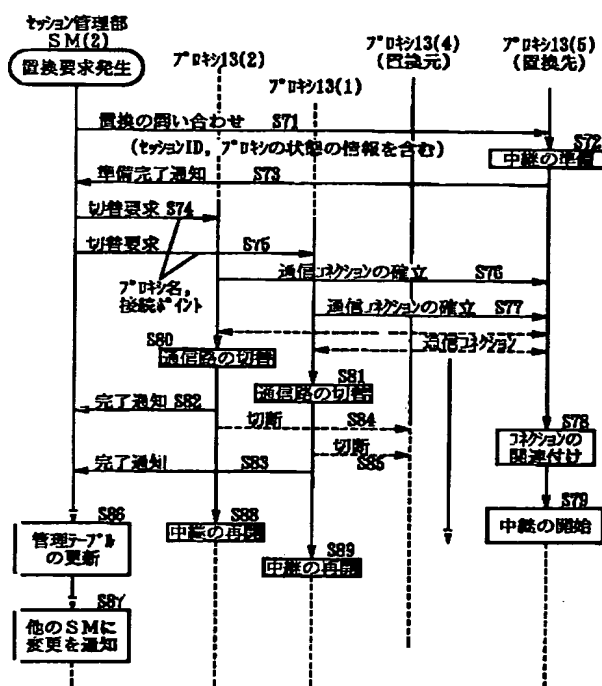 セッション管理部
SM(2)
置換要求発生
プロキシ13(2)
プロキシ13(1)
プロキシ13(4)
(置換元)
プロキシ13(5)
(置換先)
置換の問い合わせ S71
(セッションID, プロキシの状態の情報を含む)
S72
中継の準備
準備完了通知 S73
切替要求 S74
切替要求 S75
プロキシ名,
接続ポイント
通信コネクションの確立 S76
通信コネクションの確立 S77
通信コネクション
S80
通信路の切替
S81
通信路の切替
完了通知 S82
切断 S84
切断
S85
完了通知 S83
S78
コネクションの
関連付け
S79
中継の開始
S86
管理テーブル
の更新
S88
中継の再開
S89
中継の再開
S87
他のSMに
変更を通知